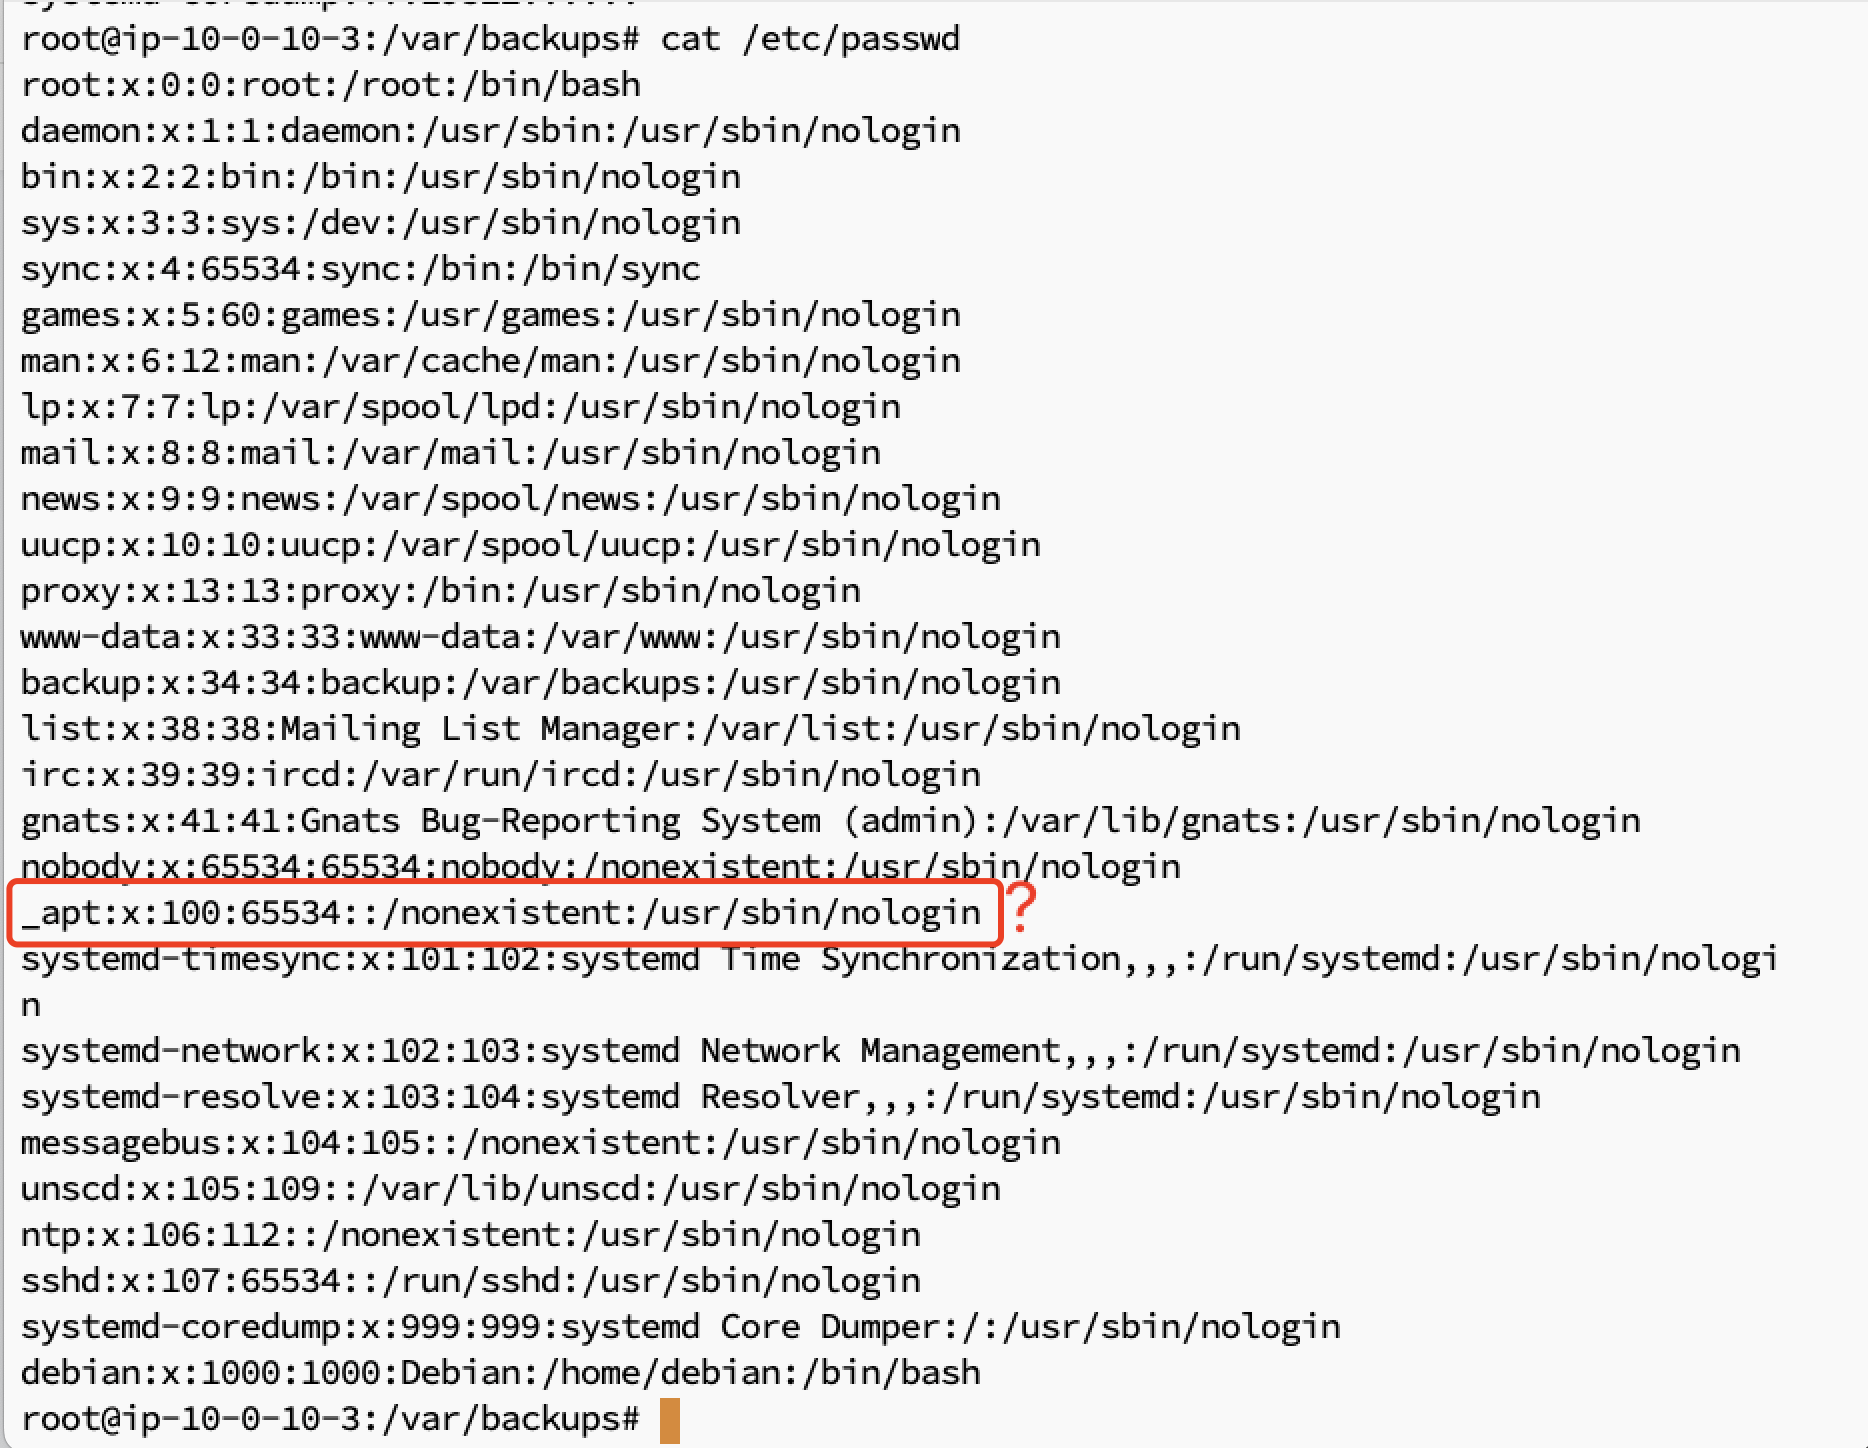 root@ip-10-0-10-3:/var/backups# cat /etc/passwd
root:x:0:0:root:/root:/bin/bash
daemon:x:1:1:daemon:/usr/sbin:/usr/sbin/nologin
bin:x:2:2:bin:/bin:/usr/sbin/nologin
sys:x:3:3:sys:/dev:/usr/sbin/nologin
sync:x:4:65534:sync:/bin:/bin/sync
games:x:5:60:games:/usr/games:/usr/sbin/nologin
man:x:6:12:man:/var/cache/man:/usr/sbin/nologin
lp:x:7:7:lp:/var/spool/lpd:/usr/sbin/nologin
mail:x:8:8:mail:/var/mail:/usr/sbin/nologin
news:x:9:9:news:/var/spool/news:/usr/sbin/nologin
uucp:x:10:10:uucp:/var/spool/uucp:/usr/sbin/nologin
proxy:x:13:13:proxy:/bin:/usr/sbin/nologin
www-data:x:33:33:www-data:/var/www:/usr/sbin/nologin
backup:x:34:34:backup:/var/backups:/usr/sbin/nologin
list:x:38:38:Mailing List Manager:/var/list:/usr/sbin/nologin
irc:x:39:39:ircd:/var/run/ircd:/usr/sbin/nologin
gnats:x:41:41:Gnats Bug-Reporting System (admin):/var/lib/gnats:/usr/sbin/nologin
nobody:x:65534:65534:nobody:/nonexistent:/usr/sbin/nologin
_apt:x:100:65534::/nonexistent:/usr/sbin/nologin ?
systemd-timesync:x:101:102:systemd Time Synchronization,,,:/run/systemd:/usr/sbin/nologi
n
systemd-network:x:102:103:systemd Network Management,,,:/run/systemd:/usr/sbin/nologin
systemd-resolve:x:103:104:systemd Resolver,,,:/run/systemd:/usr/sbin/nologin
messagebus:x:104:105::/nonexistent:/usr/sbin/nologin
unscd:x:105:109::/var/lib/unscd:/usr/sbin/nologin
ntp:x:106:112::/nonexistent:/usr/sbin/nologin
sshd:x:107:65534::/run/sshd:/usr/sbin/nologin
systemd-coredump:x:999:999:systemd Core Dumper:/:/usr/sbin/nologin
debian:x:1000:1000:Debian:/home/debian:/bin/bash
root@ip-10-0-10-3:/var/backups#